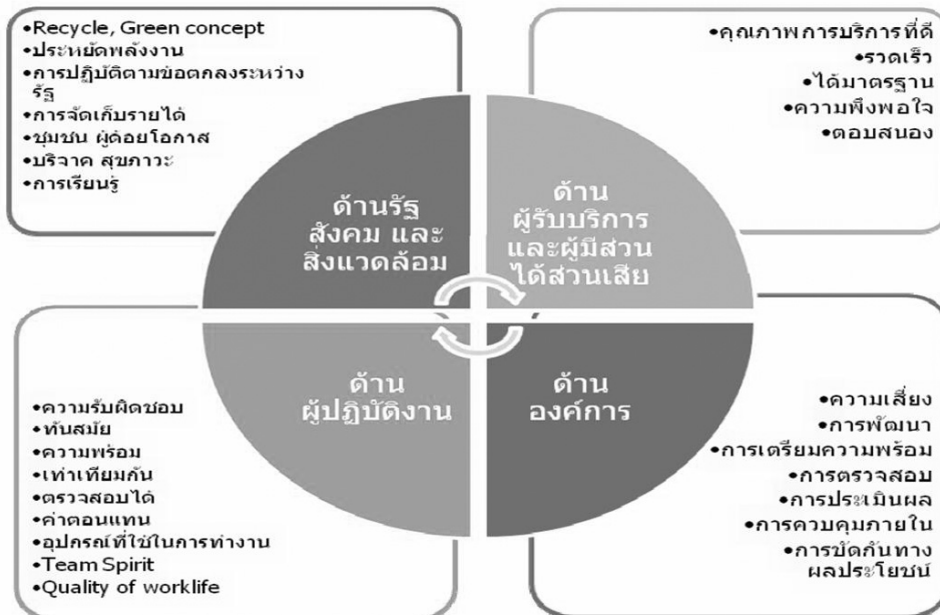 •Recycle, Green concept
•ประหยัดพลังงาน
•การปฏิบัติตามข้อตกลงระหว่าง
รัฐ
•การจัดเก็บรายได้
•ชุมชน ผู้ด้อยโอกาส
•บริจาค สุขภาวะ
•การเรียนรู้
•คุณภาพการบริการที่ดี
•รวดเร็ว
•ได้มาตรฐาน
•ความพึงพอใจ
•ตอบสนอง
ด้านรัฐ
สังคม และ
สิ่งแวดล้อม
ด้าน
ผู้รับบริการ
และผู้มีส่วน
ได้ส่วนเสีย
ด้าน
ผู้ปฏิบัติงาน
ด้าน
องค์การ
•ความรับผิดชอบ
•ทันสมัย
•ความพร้อม
•เท่าเทียมกัน
•ตรวจสอบได้
•ค่าตอบแทน
•อุปกรณ์ที่ใช้ในการทำงาน
•Team Spirit
•Quality of worklife
•ความเสี่ยง
•การพัฒนา
•การเตรียมความพร้อม
•การตรวจสอบ
•การประเมินผล
•การควบคุมภายใน
•การขัดกันทาง
ผลประโยชน์